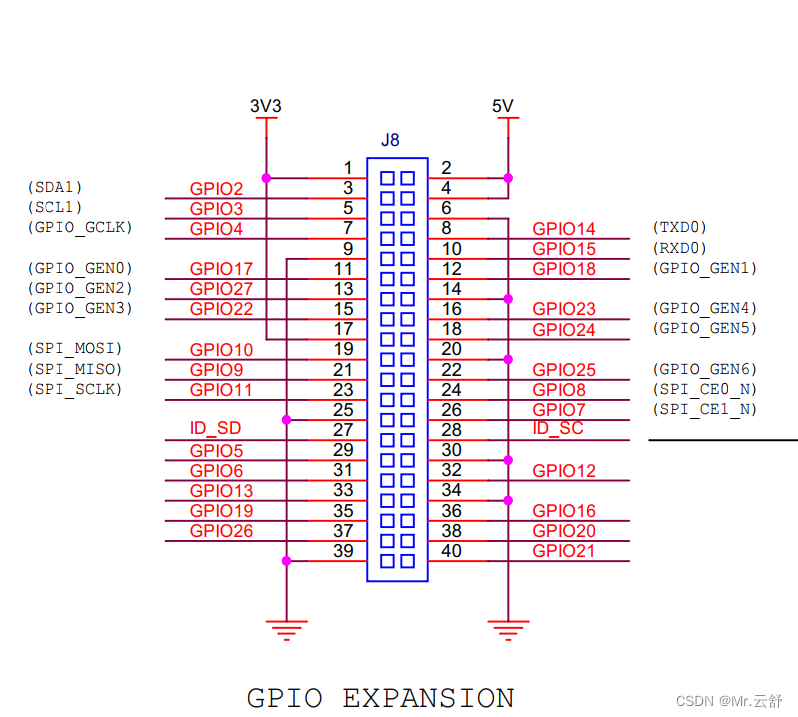 3V3 5V
J8
1 2
(SDA1) GPIO2 3 4
(SCL1) GPIO3 5 6
(GPIO_GCLK) GPIO4 7 8 GPIO14 (TXD0)
9 10 GPIO15 (RXD0)
(GPIO_GEN0) GPIO17 11 12 GPIO18 (GPIO_GEN1)
(GPIO_GEN2) GPIO27 13 14
(GPIO_GEN3) GPIO22 15 16 GPIO23 (GPIO_GEN4)
17 18 GPIO24 (GPIO_GEN5)
(SPI_MOSI) GPIO10 19 20
(SPI_MISO) GPIO9 21 22 GPIO25 (GPIO_GEN6)
(SPI_SCLK) GPIO11 23 24 GPIO8 (SPI_CE0_N)
25 26 GPIO7 (SPI_CE1_N)
ID_SD 27 28 ID_SC
GPIO5 29 30
GPIO6 31 32 GPIO12
GPIO13 33 34
GPIO19 35 36 GPIO16
GPIO26 37 38 GPIO20
39 40 GPIO21
GPIO EXPANSION
CSDN @Mr.云舒